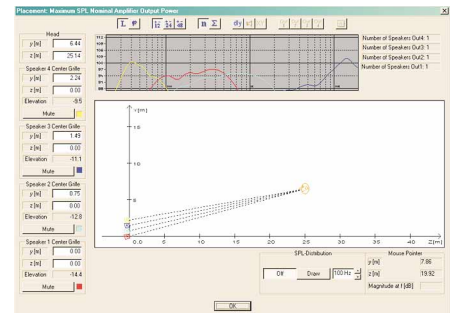 Placement: Maximum SPL Nominal Amplifier Output Power
L φ n Σ dy
Head
y [m] 6.44
z [m] 25.14
Speaker 4 Center Grille
y [m] 2.24
z [m] 0.00
Elevation -9.5
Mute
Speaker 3 Center Grille
y [m] 1.49
z [m] 0.00
Elevation -11.1
Mute
Speaker 2 Center Grille
y [m] 0.75
z [m] 0.00
Elevation -12.8
Mute
Speaker 1 Center Grille
y [m] 0.00
z [m] 0.00
Elevation -14.4
Mute
Number of Speakers Out4: 1
Number of Speakers Out3: 1
Number of Speakers Out2: 1
Number of Speakers Out1: 1
Y[m]
15
10
5
0.0 5 10 15 20 25 30 35 40 Z[m]
SPL-Distribution
Off Draw 100 Hz
Mouse Pointer
y [m] 7.86
z [m] 19.92
Magnitude at f [dB]
OK